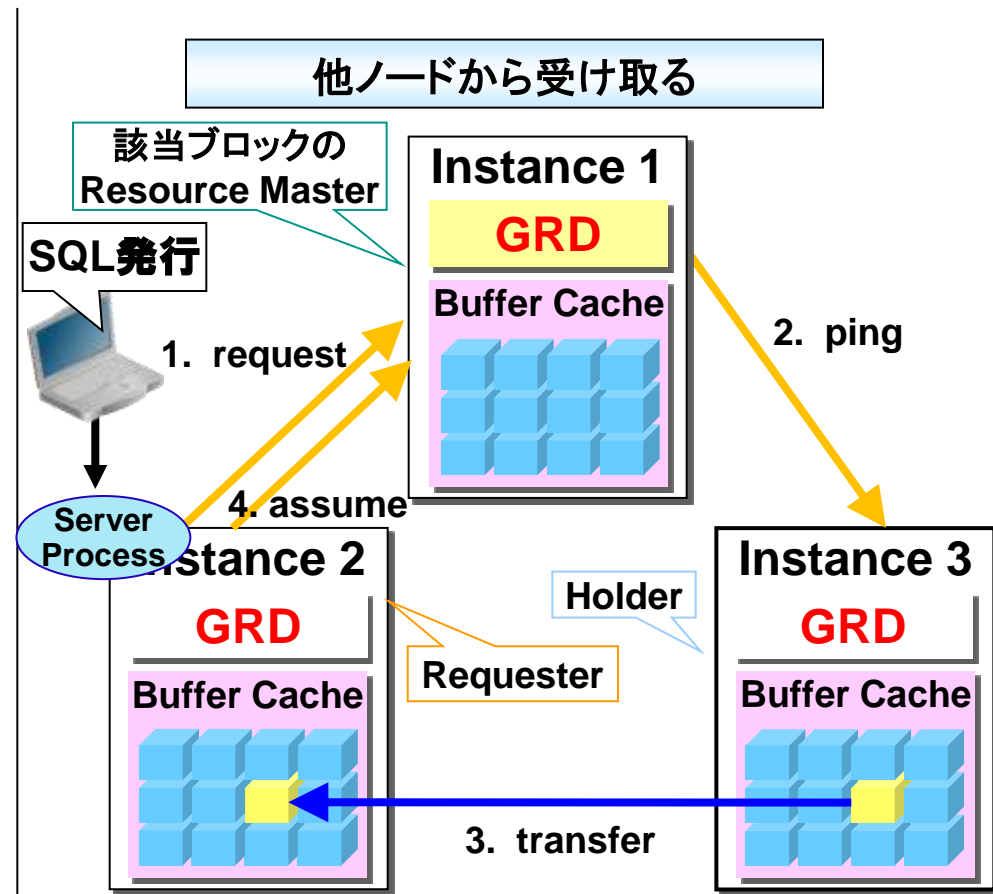 他ノードから受け取る
該当ブロックの
Resource Master
SQL発行
Instance 1
GRD
Buffer Cache
1. request
2. ping
4. assume
Server
Process
nstance 2
GRD
Buffer Cache
Requester
Holder
Instance 3
GRD
Buffer Cache
3. transfer